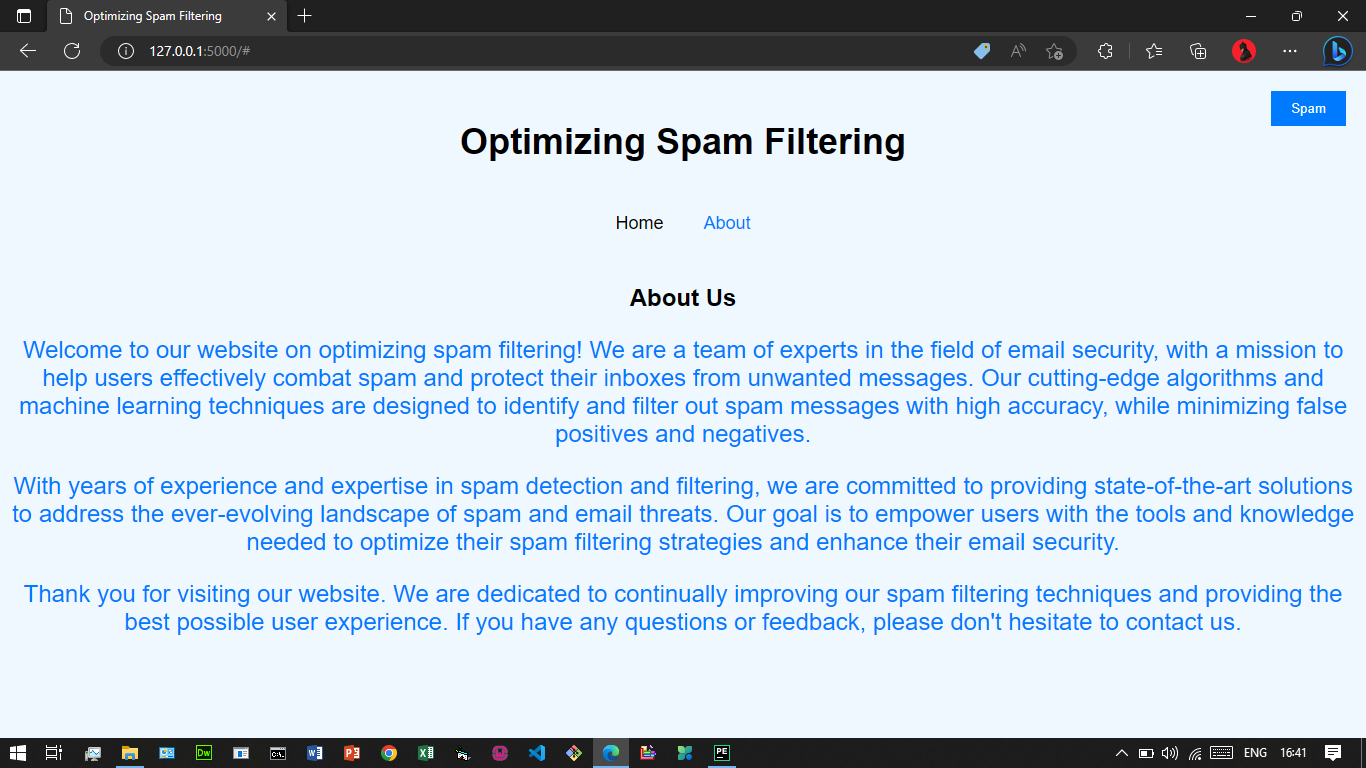 Optimizing Spam Filtering
127.0.0.1:5000/#
Spam
Optimizing Spam Filtering
Home About
About Us
Welcome to our website on optimizing spam filtering! We are a team of experts in the field of email security, with a mission to
help users effectively combat spam and protect their inboxes from unwanted messages. Our cutting-edge algorithms and
machine learning techniques are designed to identify and filter out spam messages with high accuracy, while minimizing false
positives and negatives.
With years of experience and expertise in spam detection and filtering, we are committed to providing state-of-the-art solutions
to address the ever-evolving landscape of spam and email threats. Our goal is to empower users with the tools and knowledge
needed to optimize their spam filtering strategies and enhance their email security.
Thank you for visiting our website. We are dedicated to continually improving our spam filtering techniques and providing the
best possible user experience. If you have any questions or feedback, please don't hesitate to contact us.
Dw C:\. W P X PE ENG 16:41